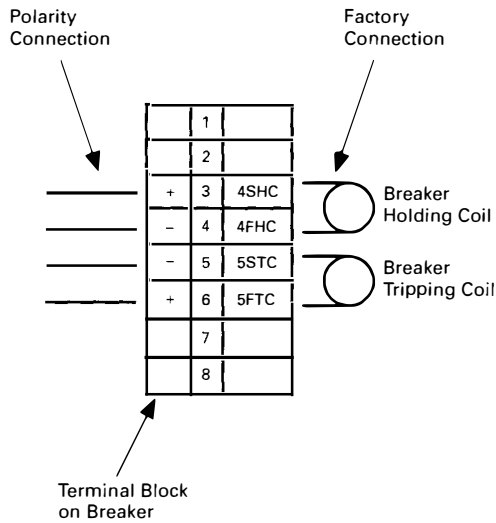 Polarity
Connection
Factory
Connection
1
2
+ 3 4SHC
- 4 4FHC
- 5 5STC
+ 6 5FTC
7
8
Breaker
Holding Coil
Breaker
Tripping Coil
Terminal Block
on Breaker